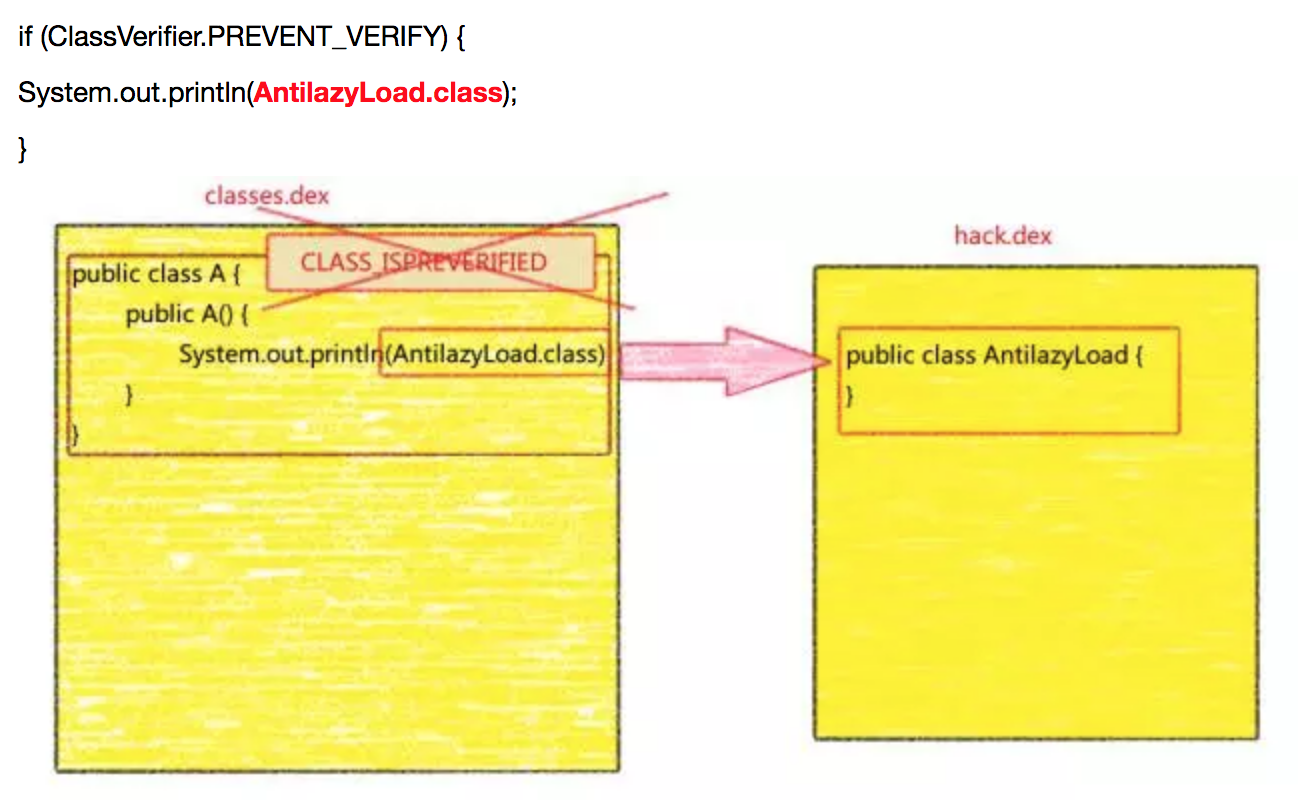 if (ClassVerifier.PREVENT_VERIFY) {
System.out.println(AntilazyLoad.class);
}
classes.dex
hack.dex
CLASS_ISPREVERIFIED
public class A {
public A() {
System.out.println(AntilazyLoad.class)
}
}
public class AntilazyLoad {
}